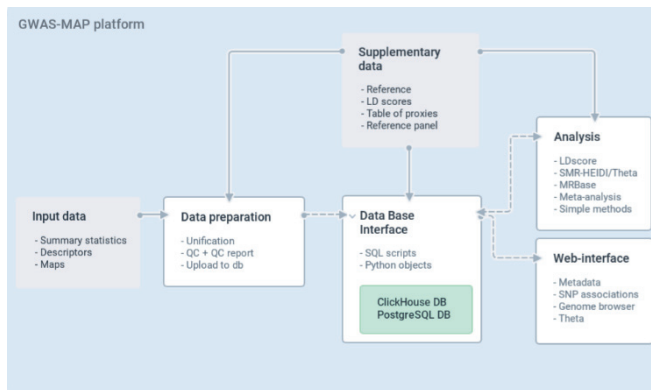 GWAS-MAP platform
Supplementary
data
- Reference
- LD scores
- Table of proxies
- Reference panel
Analysis
- LDscore
- SMR-HEIDI/Theta
- MRBase
- Meta-analysis
- Simple methods
Input data
- Summary statistics
- Descriptors
- Maps
Data preparation
- Unification
- QC + QC report
- Upload to db
Data Base
Interface
- SQL scripts
- Python objects
ClickHouse DB
PostgreSQL DB
Web-interface
- Metadata
- SNP associations
- Genome browser
- Theta